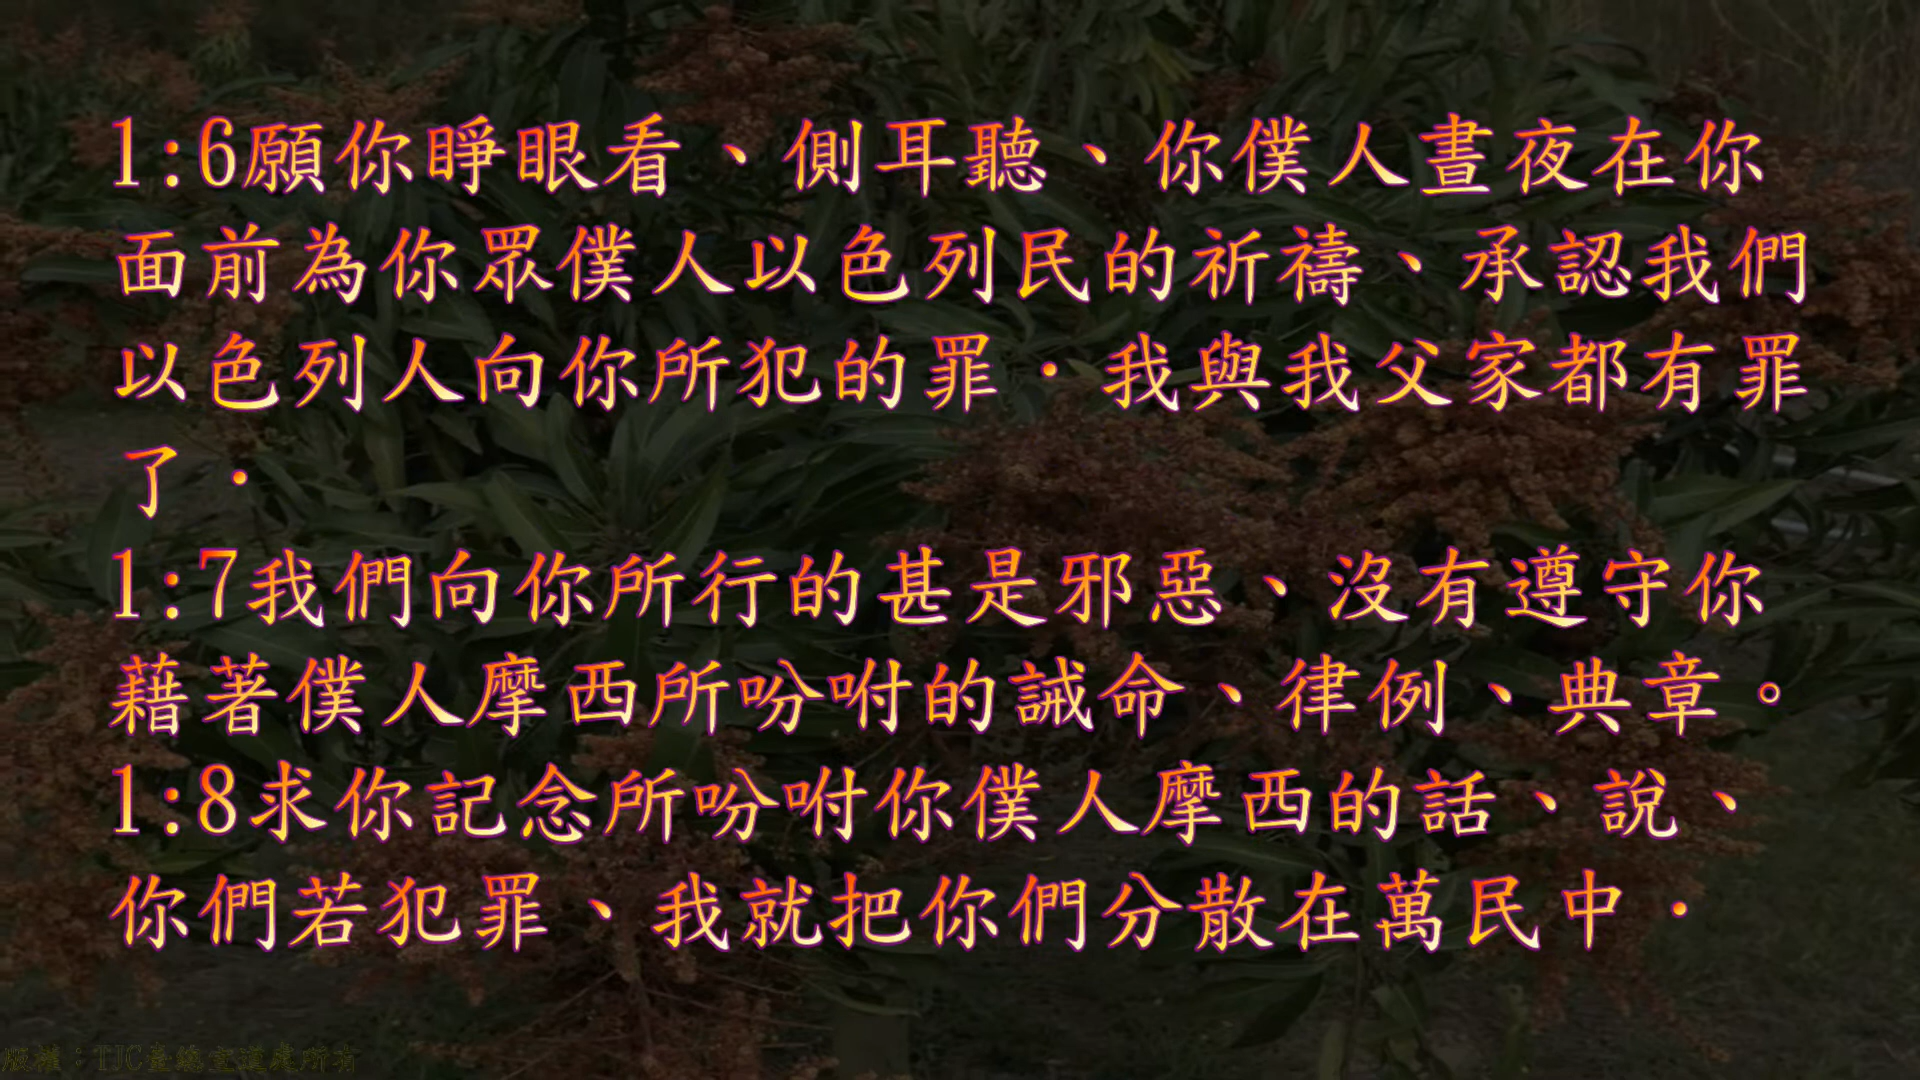 1:6願你睜眼看、側耳聽、你僕人晝夜在你
面前為你眾僕人以色列民的祈禱、承認我們
以色列人向你所犯的罪．我與我父家都有罪
了．
1:7我們向你所行的甚是邪惡、沒有遵守你
藉著僕人摩西所吩咐的誡命、律例、典章。
1:8求你記念所吩咐你僕人摩西的話、說、
你們若犯罪、我就把你們分散在萬民中．
版權：TJC臺總宣道處所有